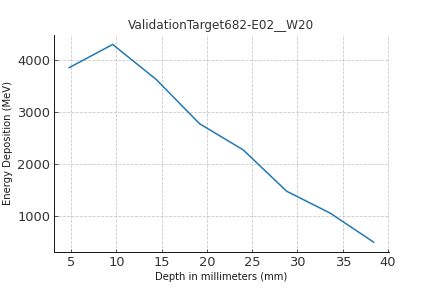 ValidationTarget682-E02__W20
Energy Deposition (MeV)
4000
3000
2000
1000
5 10 15 20 25 30 35 40
Depth in millimeters (mm)